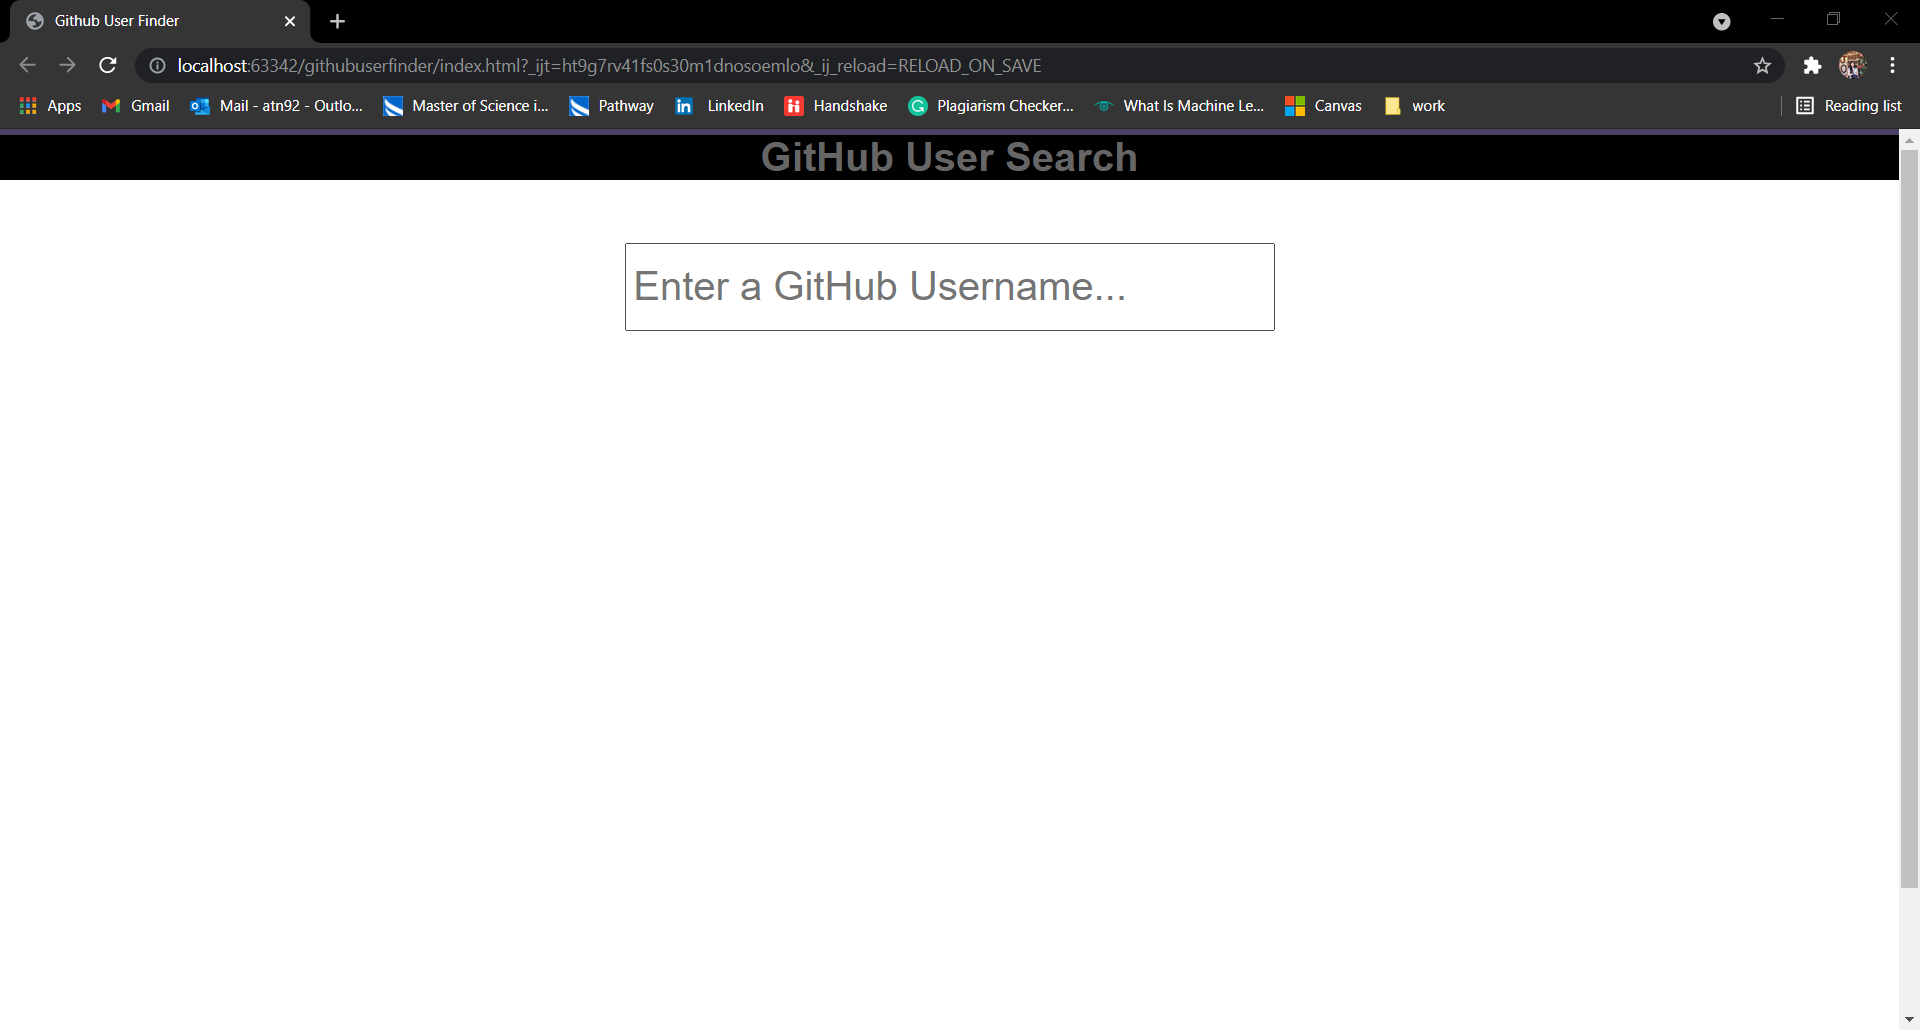 Github User Finder
localhost:63342/githubuserfinder/index.html?_ijt=ht9g7rv41fs0s30m1dnosoemlo&_ij_reload=RELOAD_ON_SAVE
Apps Gmail Mail - atn92 - Outlo... Master of Science i... Pathway LinkedIn Handshake Plagiarism Checker... What Is Machine Le... Canvas work Reading list
GitHub User Search
Enter a GitHub Username...